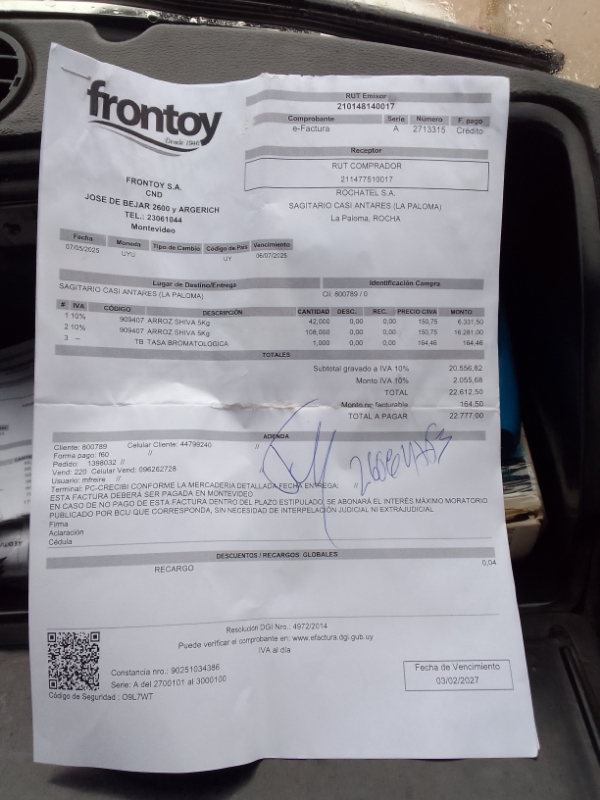 frontoy
Desde 1940
FRONTOY S.A.
CND
JOSE DE BEJAR 2600 y ARGERICH
TEL.: 23061044
Montevideo
RUT Emisor
210148140017
Comprobante Serie Número F. pago
e-Factura A 2713315 Crédito
Receptor
RUT COMPRADOR
211477510017
ROCHATEL S.A.
SAGITARIO CASI ANTARES (LA PALOMA)
La Paloma, ROCHA
Fecha Moneda Tipo de Cambio Código de País Vencimiento
07/05/2025 UYU UY 06/07/2025
Lugar de Destino/Entrega
SAGITARIO CASI ANTARES (LA PALOMA)
Identificación Compra
CI: 800789 / 0
# IVA CÓDIGO DESCRIPCIÓN CANTIDAD DESC. REC. PRECIO C/IVA MONTO
1 10% 909407 ARROZ SHIVA 5Kg 42,000 0,00 0,00 150,75 6.331,50
2 10% 909407 ARROZ SHIVA 5Kg 108,000 0,00 0,00 150,75 16.281,00
3 -- TB TASA BROMATOLOGICA 1,000 0,00 0,00 164,46 164,46
TOTALES
Subtotal gravado a IVA 10% 20.556,82
Monto IVA 10% 2.055,68
TOTAL 22.612,50
Monto no facturable 164,50
TOTAL A PAGAR 22.777,00
ADENDA
Cliente: 800789 Celular Cliente: 44799240
Forma pago: f60 //
Pedido: 1398032 //
Vend: 220 Celular Vend: 096262728
Usuario: mfreire //
Terminal: PC-CRECIBI CONFORME LA MERCADERIA DETALLADA.FECHA ENTREGA: //
ESTA FACTURA DEBERÁ SER PAGADA EN MONTEVIDEO
EN CASO DE NO PAGO DE ESTA FACTURA DENTRO DEL PLAZO ESTIPULADO, SE ABONARÁ EL INTERÉS MÁXIMO MORATORIO
PUBLICADO POR BCU QUE CORRESPONDA, SIN NECESIDAD DE INTERPELACIÓN JUDICIAL NI EXTRAJUDICIAL
Firma
Aclaración
Cédula
DESCUENTOS / RECARGOS GLOBALES
RECARGO 0,04
Resolución DGI Nro.: 4972/2014
Puede verificar el comprobante en: www.efactura.dgi.gub.uy
IVA al día
Constancia nro.: 90251034386
Serie: A del 2700101 al 3000100
Código de Seguridad : O9L7WT
Fecha de Vencimiento
03/02/2027